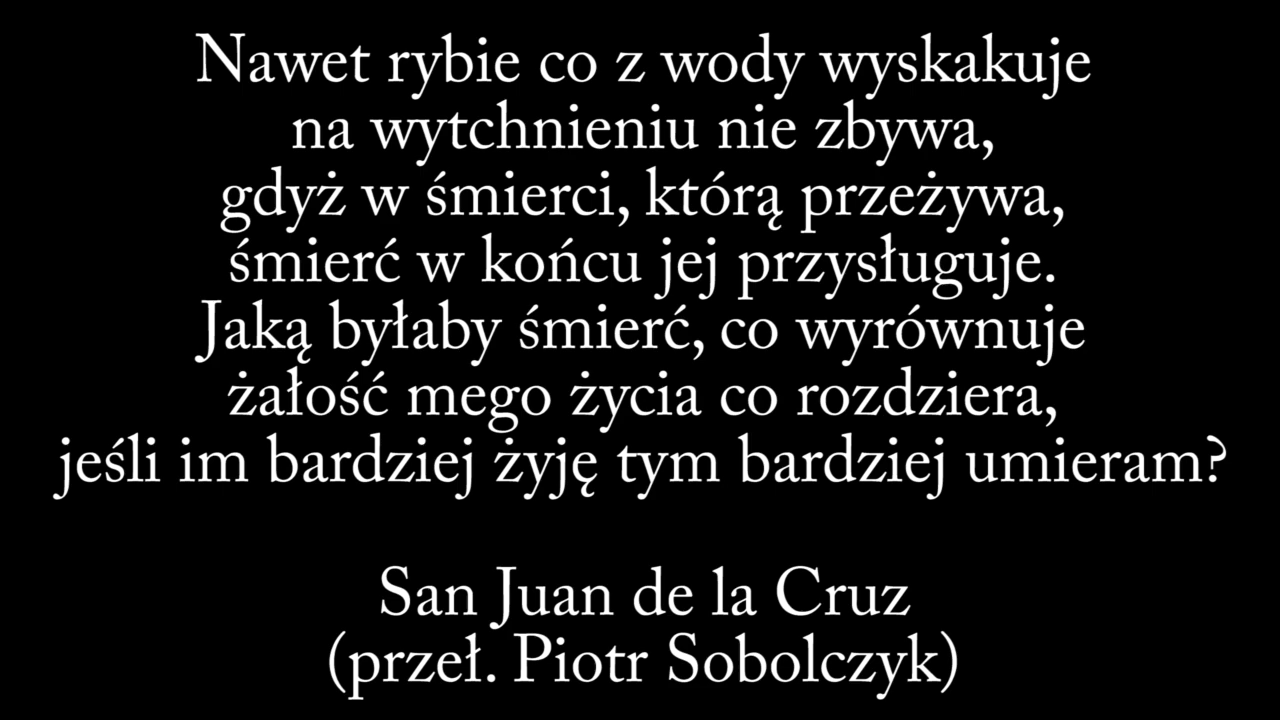 Nawet rybie co z wody wyskakuje
na wytchnieniu nie zbywa,
gdyż w śmierci, którą przeżywa,
śmierć w końcu jej przysługuje.
Jaką byłaby śmierć, co wyrównuje
żałość mego życia co rozdziera,
jeśli im bardziej żyję tym bardziej umieram?
San Juan de la Cruz
(przeł. Piotr Sobolczyk)